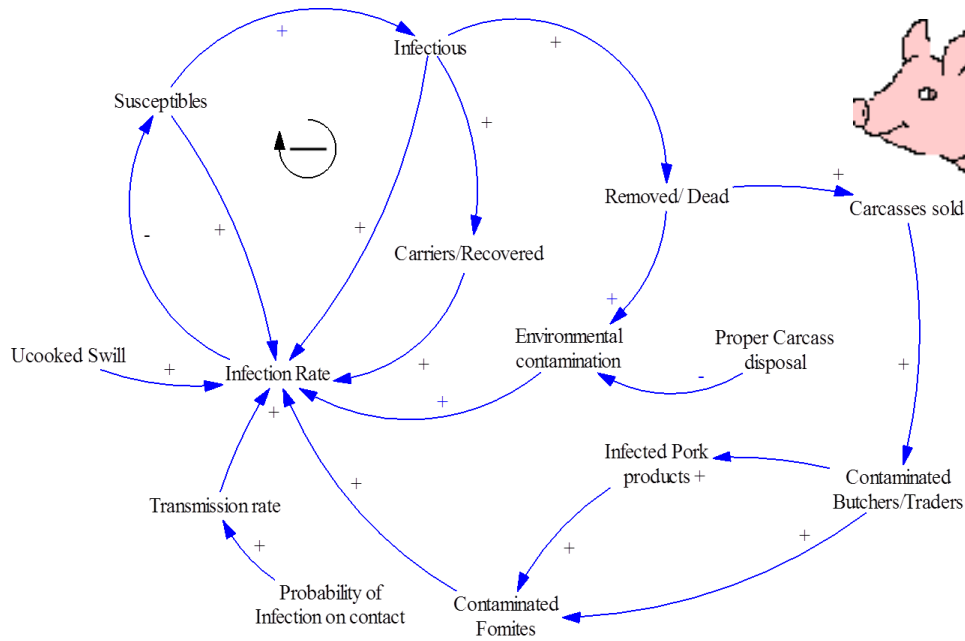 +
Infectious
+
Susceptibles
+
+
Removed/ Dead
+
Carcasses sold
-
+
+
Carriers/Recovered
+
Environmental
contamination
Proper Carcass
disposal
Ucooked Swill
+
Infection Rate
+
+
-
+
+
Infected Pork
products +
Contaminated
Butchers/Traders
+
Transmission rate
+
+
+
Probability of
Infection on contact
Contaminated
Fomites